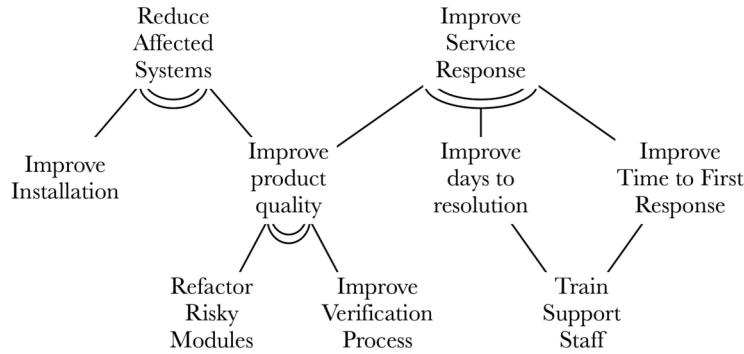 Reduce
Affected
Systems
Improve
Service
Response
Improve
Installation
Improve
product
quality
Improve
days to
resolution
Improve
Time to First
Response
Refactor
Risky
Modules
Improve
Verification
Process
Train
Support
Staff